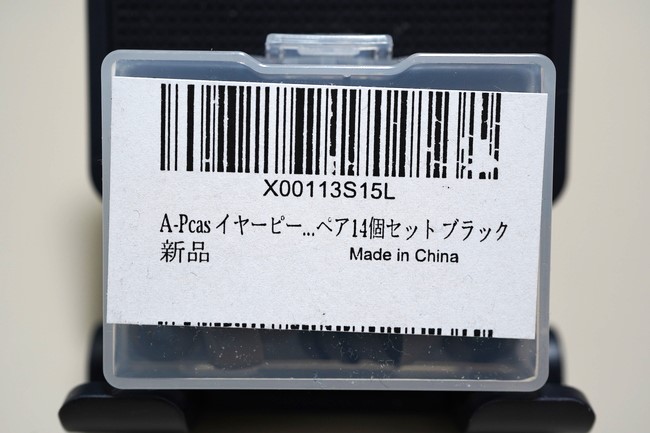 X00113S15L
A-Pcas イヤーピー...ペア14個セット ブラック
新品 Made in China